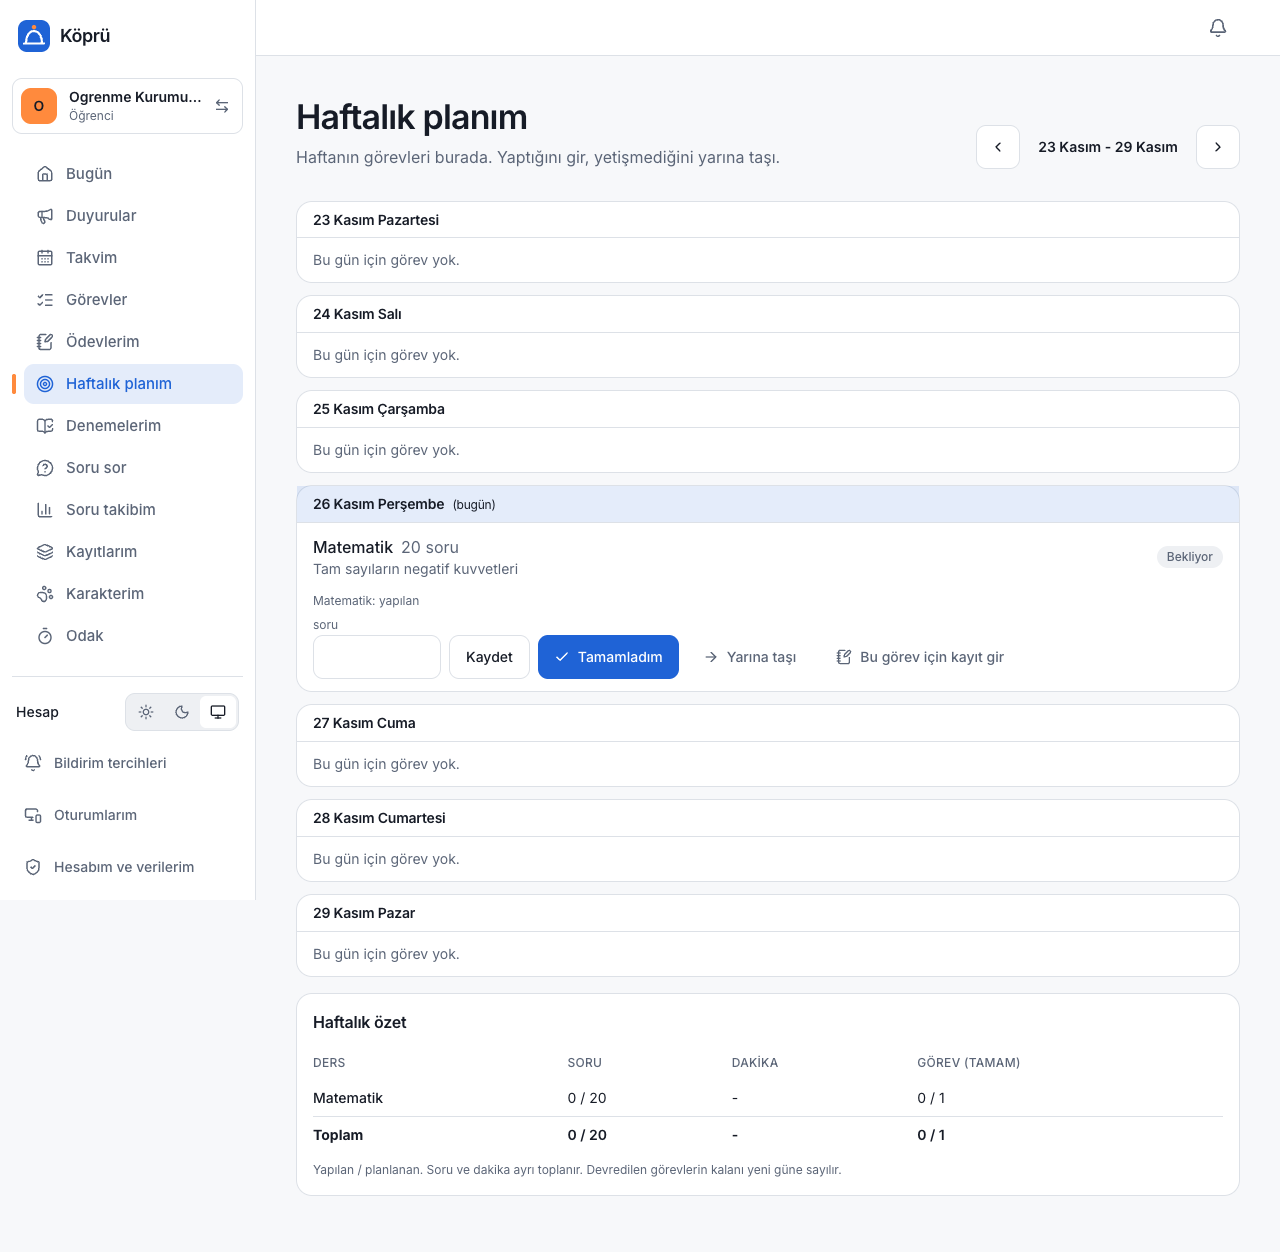 Köprü
O
Ogrenme Kurumu...
Öğrenci
Bugün
Duyurular
Takvim
Görevler
Ödevlerim
Haftalık planım
Denemelerim
Soru sor
Soru takibim
Kayıtlarım
Karakterim
Odak
Hesap
Bildirim tercihleri
Oturumlarım
Hesabım ve verilerim
Haftalık planım
Haftanın görevleri burada. Yaptığını gir, yetişmediğini yarına taşı.
23 Kasım - 29 Kasım
23 Kasım Pazartesi
Bu gün için görev yok.
24 Kasım Salı
Bu gün için görev yok.
25 Kasım Çarşamba
Bu gün için görev yok.
26 Kasım Perşembe (bugün)
Matematik 20 soru
Tam sayıların negatif kuvvetleri
Bekliyor
Matematik: yapılan
soru
Kaydet Tamamladım Yarına taşı Bu görev için kayıt gir
27 Kasım Cuma
Bu gün için görev yok.
28 Kasım Cumartesi
Bu gün için görev yok.
29 Kasım Pazar
Bu gün için görev yok.
Haftalık özet
DERS SORU DAKİKA GÖREV (TAMAM)
Matematik 0 / 20 - 0 / 1
Toplam 0 / 20 - 0 / 1
Yapılan / planlanan. Soru ve dakika ayrı toplanır. Devredilen görevlerin kalanı yeni güne sayılır.